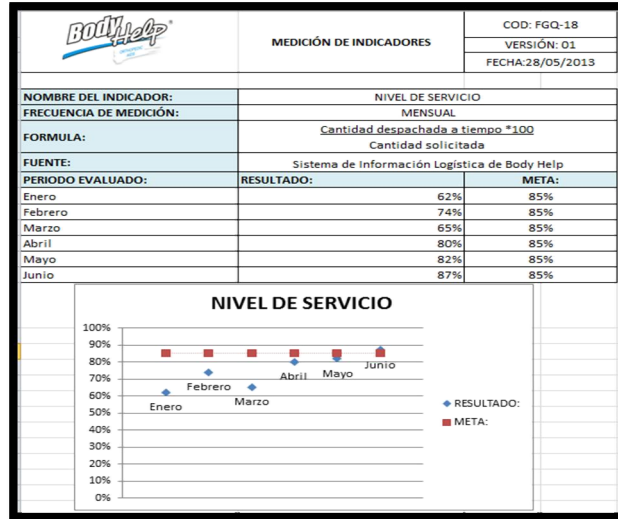 Body Help
MEDICIÓN DE INDICADORES
COD: FGQ-18
VERSIÓN: 01
FECHA:28/05/2013
NOMBRE DEL INDICADOR: NIVEL DE SERVICIO
FRECUENCIA DE MEDICIÓN: MENSUAL
FORMULA: Cantidad despachada a tiempo *100
Cantidad solicitada
FUENTE: Sistema de Información Logística de Body Help
PERIODO EVALUADO: RESULTADO: META:
Enero 62% 85%
Febrero 74% 85%
Marzo 65% 85%
Abril 80% 85%
Mayo 82% 85%
Junio 87% 85%
NIVEL DE SERVICIO
100%
90%
80%
70%
60%
50%
40%
30%
20%
10%
0%
Enero
Febrero
Marzo
Abril
Mayo
Junio
RESULTADO:
META: